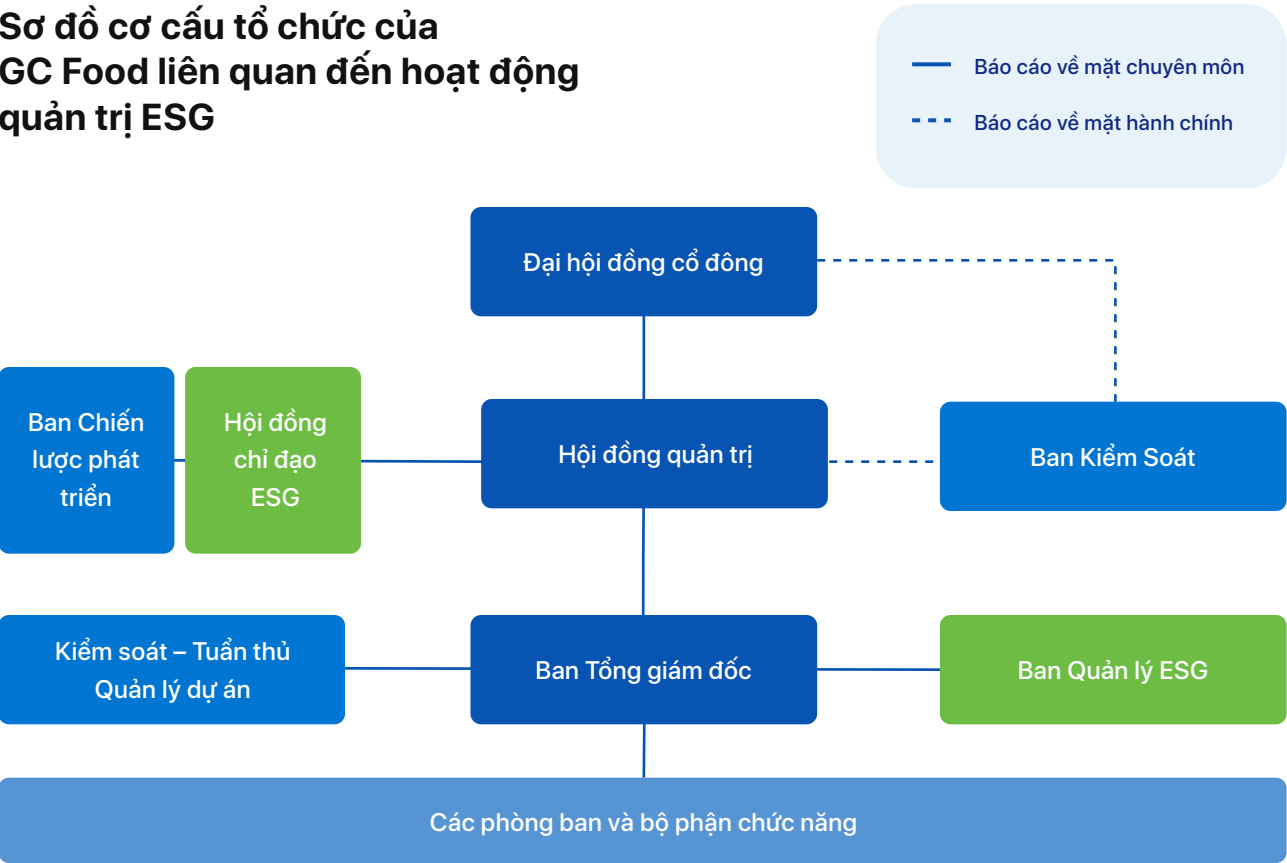 Sơ đồ cơ cấu tổ chức của
GC Food liên quan đến hoạt động
quản trị ESG
Báo cáo về mặt chuyên môn
Báo cáo về mặt hành chính
Đại hội đồng cổ đông
Ban Chiến
lược phát
triển
Hội đồng
chỉ đạo
ESG
Hội đồng quản trị
Ban Kiểm Soát
Kiểm soát – Tuân thủ
Quản lý dự án
Ban Tổng giám đốc
Ban Quản lý ESG
Các phòng ban và bộ phận chức năng